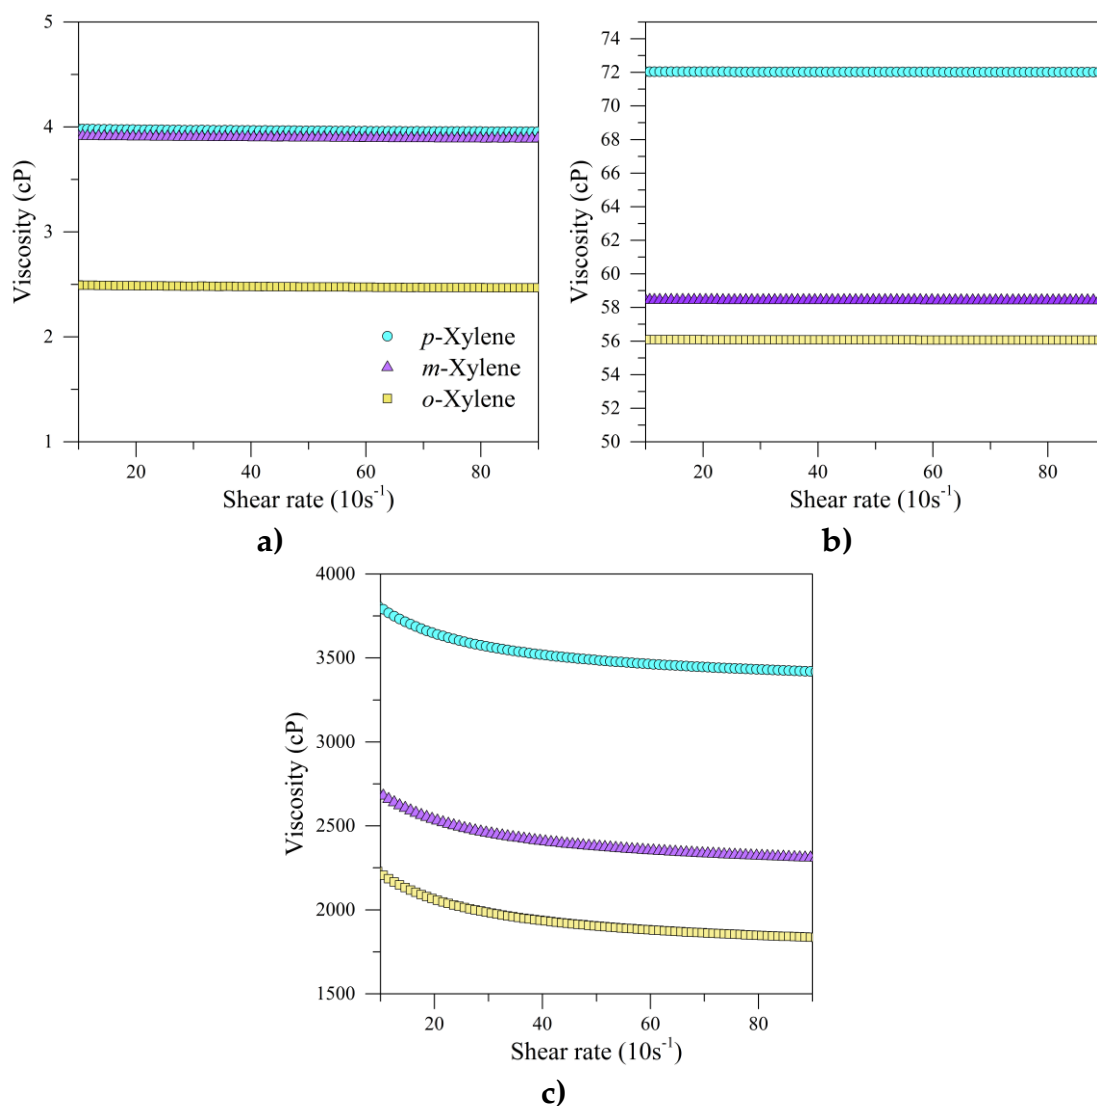 5
4
3
2
1
Viscosity (cP)
20 40 60 80
Shear rate (10s⁻¹)
p-Xylene
m-Xylene
o-Xylene
a)
74
72
70
68
66
64
62
60
58
56
54
52
50
Viscosity (cP)
20 40 60 80
Shear rate (10s⁻¹)
b)
4000
3500
3000
2500
2000
1500
Viscosity (cP)
20 40 60 80
Shear rate (10s⁻¹)
c)